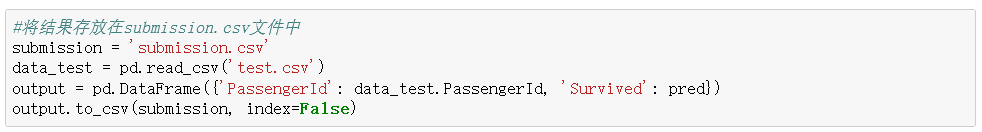 #将结果存放在submission.csv文件中
submission = 'submission.csv'
data_test = pd.read_csv('test.csv')
output = pd.DataFrame({'PassengerId': data_test.PassengerId, 'Survived': pred})
output.to_csv(submission, index=False)